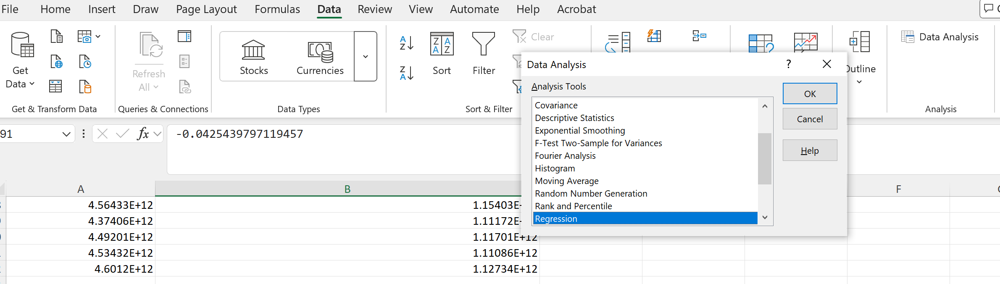 File Home Insert Draw Page Layout Formulas Data Review View Automate Help Acrobat
Get
Data
Get & Transform Data
Refresh
All
Queries & Connections
Stocks
Currencies
Data Types
Sort
Filter
Clear
Sort & Filter
Outline
Data Analysis
Analysis
Data Analysis ?
Analysis Tools
Covariance
Descriptive Statistics
Exponential Smoothing
F-Test Two-Sample for Variances
Fourier Analysis
Histogram
Moving Average
Random Number Generation
Rank and Percentile
Regression
OK
Cancel
Help
91 fx -0.0425439797119457
A B F
4.56433E+12 1.15403E-
4.37406E+12 1.11172E-
4.49201E+12 1.11701E+12
4.53432E+12 1.11086E+12
4.6012E+12 1.12734E+12